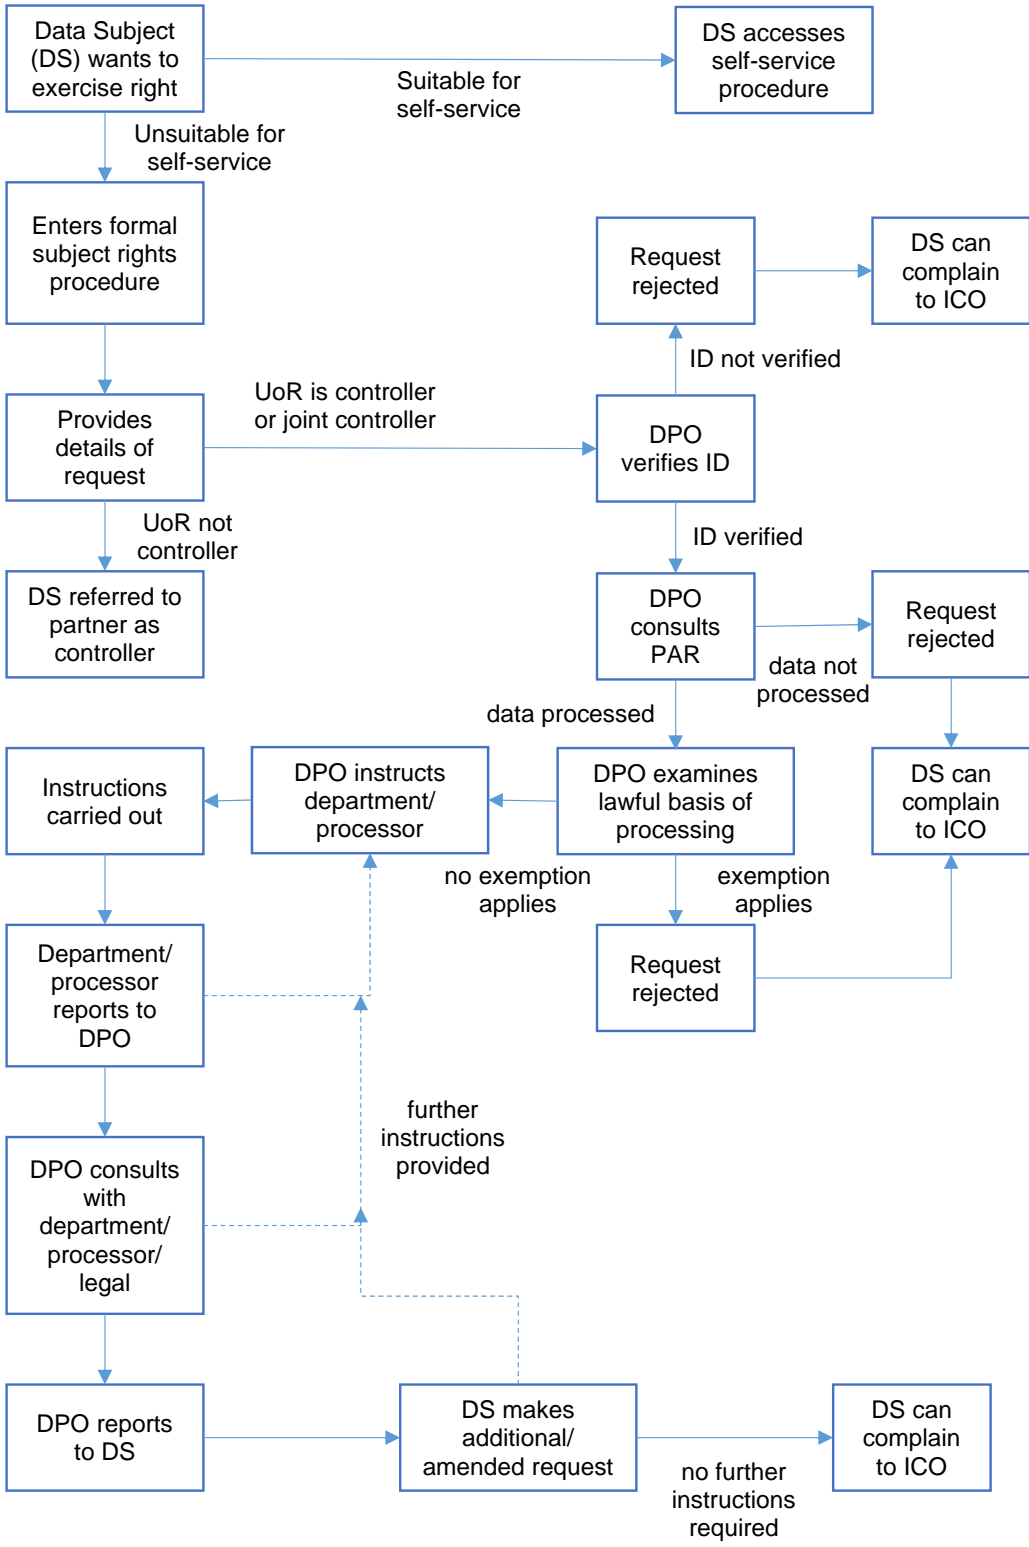 Data Subject
(DS) wants to
exercise right
DS accesses
self-service
procedure
Suitable for
self-service
Unsuitable for
self-service
Enters formal
subject rights
procedure
Request
rejected
DS can
complain
to ICO
ID not verified
UoR is controller
or joint controller
Provides
details of
request
DPO
verifies ID
UoR not
controller
ID verified
DS referred to
partner as
controller
DPO
consults
PAR
Request
rejected
data not
processed
data processed
Instructions
carried out
DPO instructs
department/
processor
DPO examines
lawful basis of
processing
DS can
complain
to ICO
no exemption
applies
exemption
applies
Department/
processor
reports to
DPO
Request
rejected
further
instructions
provided
DPO consults
with
department/
processor/
legal
DPO reports
to DS
DS makes
additional/
amended request
DS can
complain
to ICO
no further
instructions
required